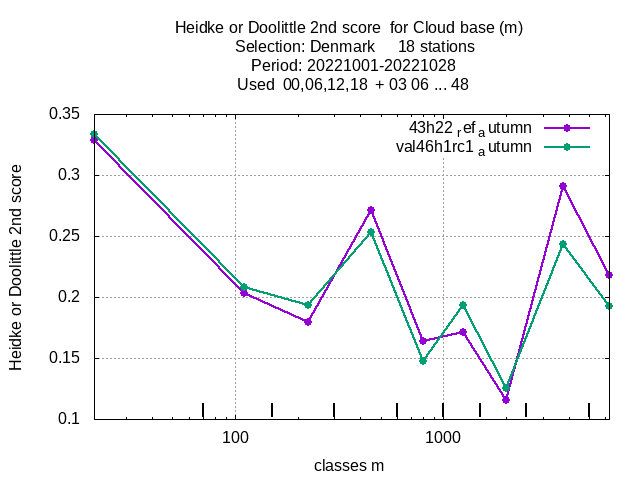 Heidke or Doolittle 2nd score for Cloud base (m)
Selection: Denmark 18 stations
Period: 20221001-20221028
Used 00,06,12,18 + 03 06 ... 48
43h22 ref a utumn
val46h1rc1 a utumn
Heidke or Doolittle 2nd score
0.35
0.3
0.25
0.2
0.15
0.1
100 1000
classes m